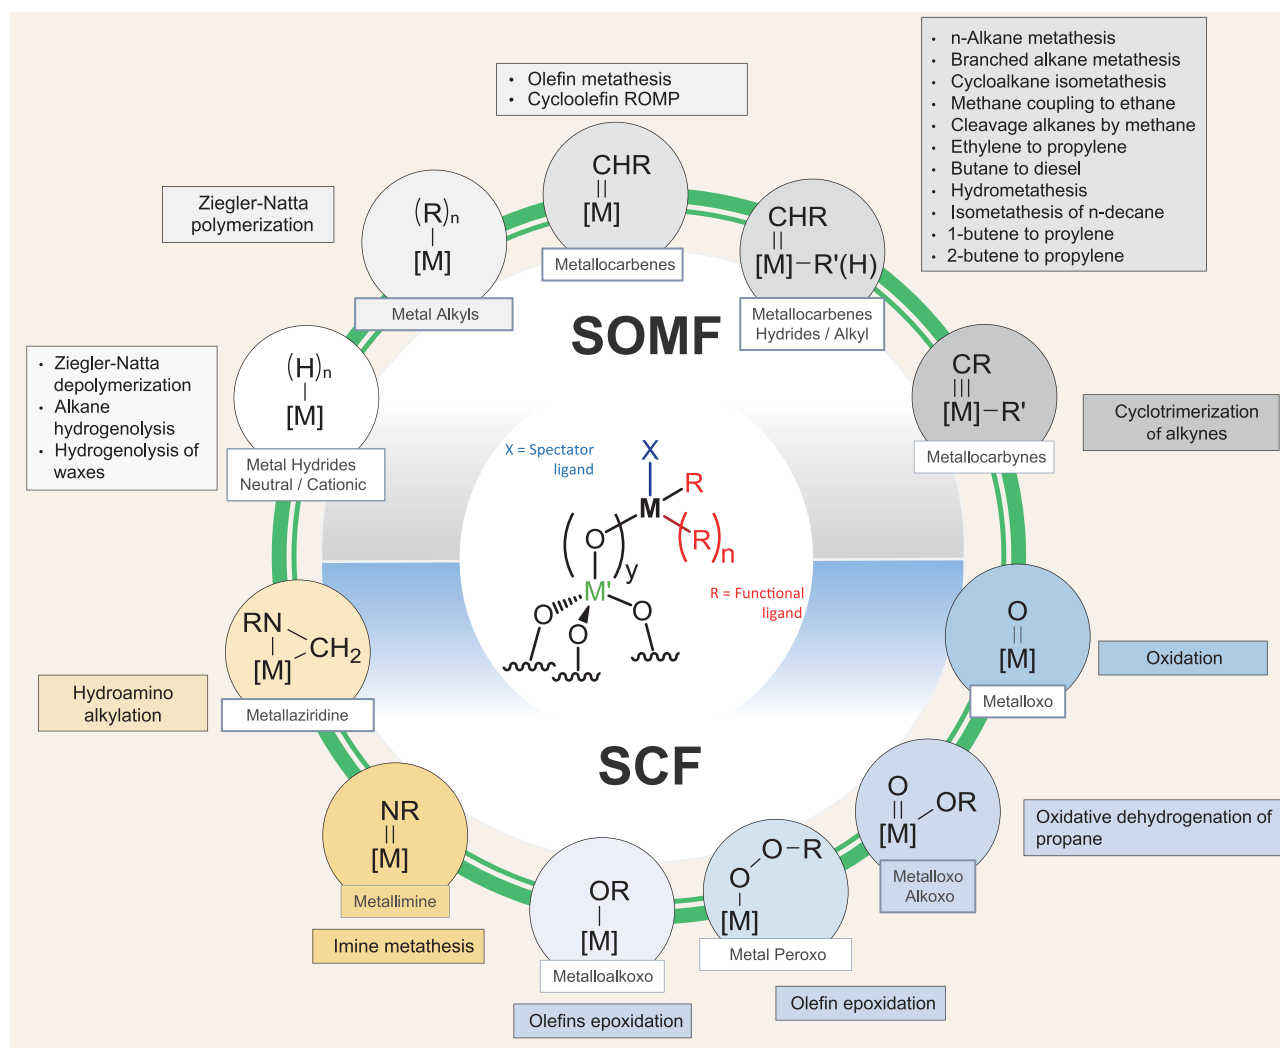 • n-Alkane metathesis
• Branched alkane metathesis
• Cycloalkane isometathesis
• Methane coupling to ethane
• Cleavage alkanes by methane
• Ethylene to propylene
• Butane to diesel
• Hydrometathesis
• Isometathesis of n-decane
• 1-butene to proylene
• 2-butene to propylene
• Olefin metathesis
• Cycloolefin ROMP
CHR
[M]
Metallocarbenes
Ziegler-Natta
polymerization
(R)n
[M]
Metal Alkyls
CHR
[M]–R'(H)
Metallocarbenes
Hydrides / Alkyl
SOMF
• Ziegler-Natta
depolymerization
• Alkane
hydrogenolysis
• Hydrogenolysis of
waxes
(H)n
[M]
Metal Hydrides
Neutral / Cationic
CR
[M]–R'
Metallocarbynes
Cyclotrimerization
of alkynes
X = Spectator
ligand
X
R
M
(R)n
(O)y
M'
O
O
O
R = Functional
ligand
RN
CH2
[M]
Metallaziridine
Hydroamino
alkylation
O
[M]
Metalloxo
Oxidation
SCF
NR
[M]
Metallimine
Imine metathesis
O
OR
[M]
Metalloxo
Alkoxo
Oxidative dehydrogenation of
propane
OR
[M]
Metalloalkoxo
Olefins epoxidation
O–R
O
[M]
Metal Peroxo
Olefin epoxidation